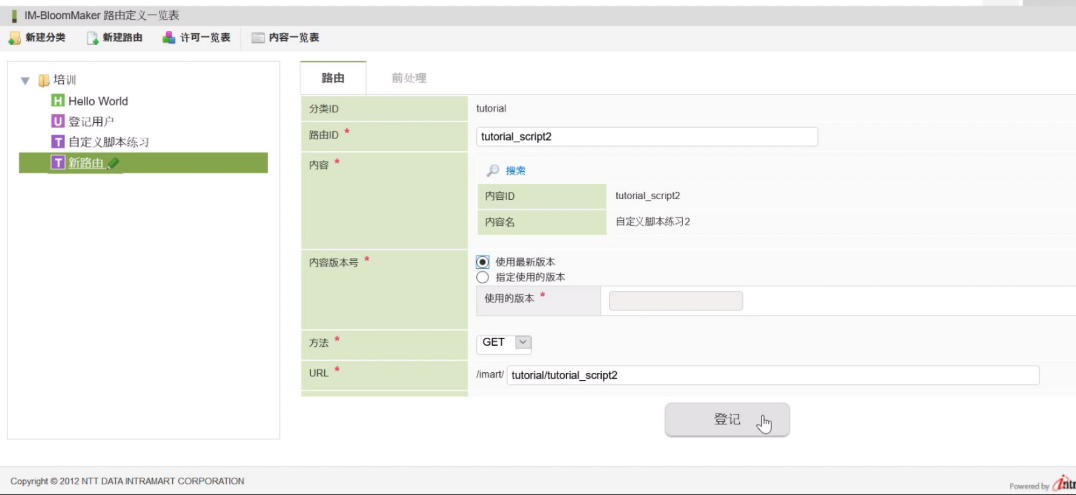 IM-BloomMaker 路由定义一览表
新建分类 新建路由 许可一览表 内容一览表
培训
H Hello World
U 登记用户
T 自定义脚本练习
T 新路由
路由 前处理
分类ID tutorial
路由ID * tutorial_script2
内容 * 搜索
内容ID tutorial_script2
内容名 自定义脚本练习2
内容版本号 * 使用最新版本
指定使用的版本
使用的版本 *
方法 * GET
URL * /imart/ tutorial/tutorial_script2
登记
Copyright © 2012 NTT DATA INTRAMART CORPORATION
Powered by intr